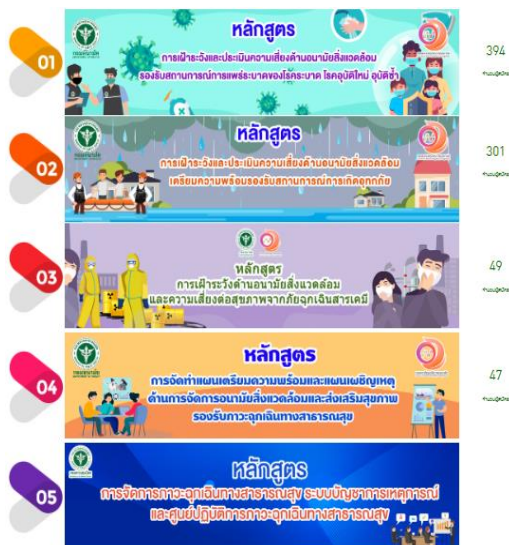 01
หลักสูตร
การเฝ้าระวังและประเมินความเสี่ยงด้านอนามัยสิ่งแวดล้อม
รองรับสถานการณ์การแพร่ระบาดของโรคระบาด โรคอุบัติใหม่ อุบัติซ้ำ
394
02
หลักสูตร
การเฝ้าระวังและประเมินความเสี่ยงด้านอนามัยสิ่งแวดล้อม
เตรียมความพร้อมรองรับสถานการณ์การเกิดอุทกภัย
301
03
หลักสูตร
การเฝ้าระวังด้านอนามัยสิ่งแวดล้อม
และความเสี่ยงต่อสุขภาพจากภัยฉุกเฉินสารเคมี
49
04
หลักสูตร
การจัดทำแผนเตรียมความพร้อมและแผนเผชิญเหตุ
ด้านการจัดการอนามัยสิ่งแวดล้อมและส่งเสริมสุขภาพ
รองรับภาวะฉุกเฉินทางสาธารณสุข
47
05
หลักสูตร
การจัดการภาวะฉุกเฉินทางสาธารณสุข ระบบบัญชาการเหตุการณ์
และศูนย์ปฏิบัติการภาวะฉุกเฉินทางสาธารณสุข